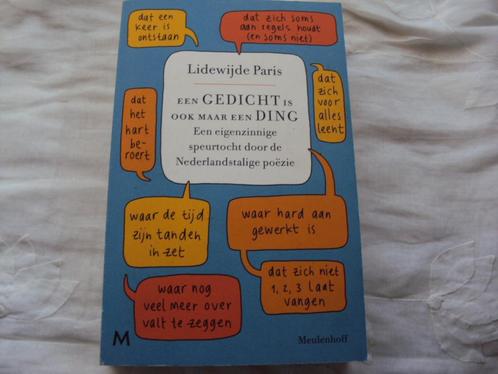 dat een
keer is
ontstaan
dat zich soms
aan regels houdt
(en soms niet)
Lidewijde Paris
EEN GEDICHT IS
OOK MAAR EEN DING
Een eigenzinnige
speurtocht door de
Nederlandstalige poëzie
dat
zich
voor
alles
leent
dat
het
hart
be-
roert
waar de tijd
zijn tanden
in zet
waar hard aan
gewerkt is
dat zich niet
1, 2, 3 laat
vangen
waar nog
veel meer over
valt te zeggen
M
Meulenhoff